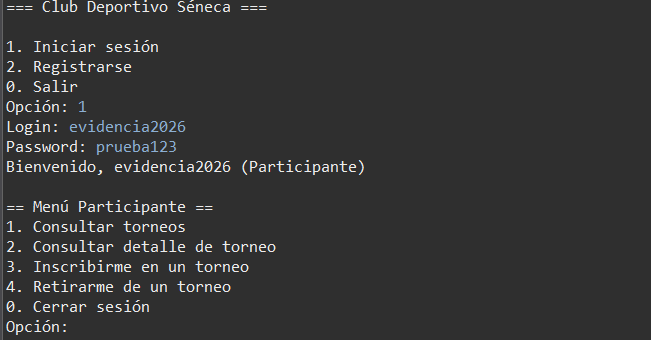 === Club Deportivo Séneca ===
1. Iniciar sesión
2. Registrarse
0. Salir
Opción: 1
Login: evidencia2026
Password: prueba123
Bienvenido, evidencia2026 (Participante)
== Menú Participante ==
1. Consultar torneos
2. Consultar detalle de torneo
3. Inscribirme en un torneo
4. Retirarme de un torneo
0. Cerrar sesión
Opción: